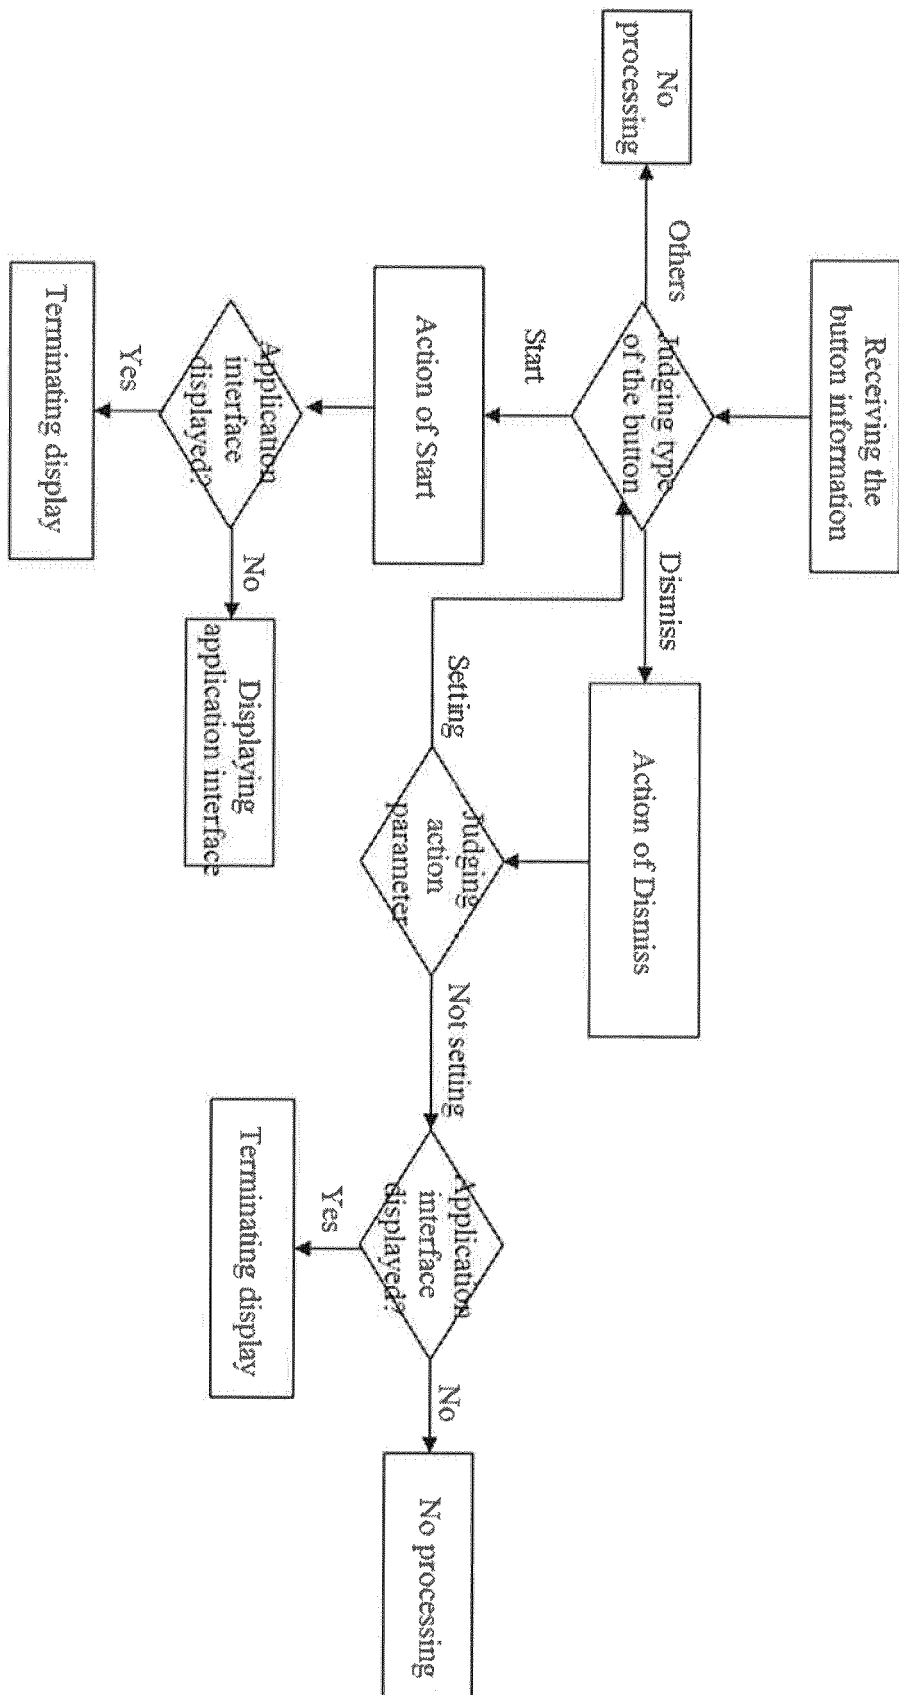 Receiving the
button information
Others
Judging type
of the button
Dismiss
No
processing
Start
Action of Dismiss
Action of Start
Setting
Judging
action
parameter
Not setting
Application
interface
displayed?
No
No processing
Application
interface
displayed?
No
Displaying
application interface
Yes
Terminating display
Yes
Terminating display